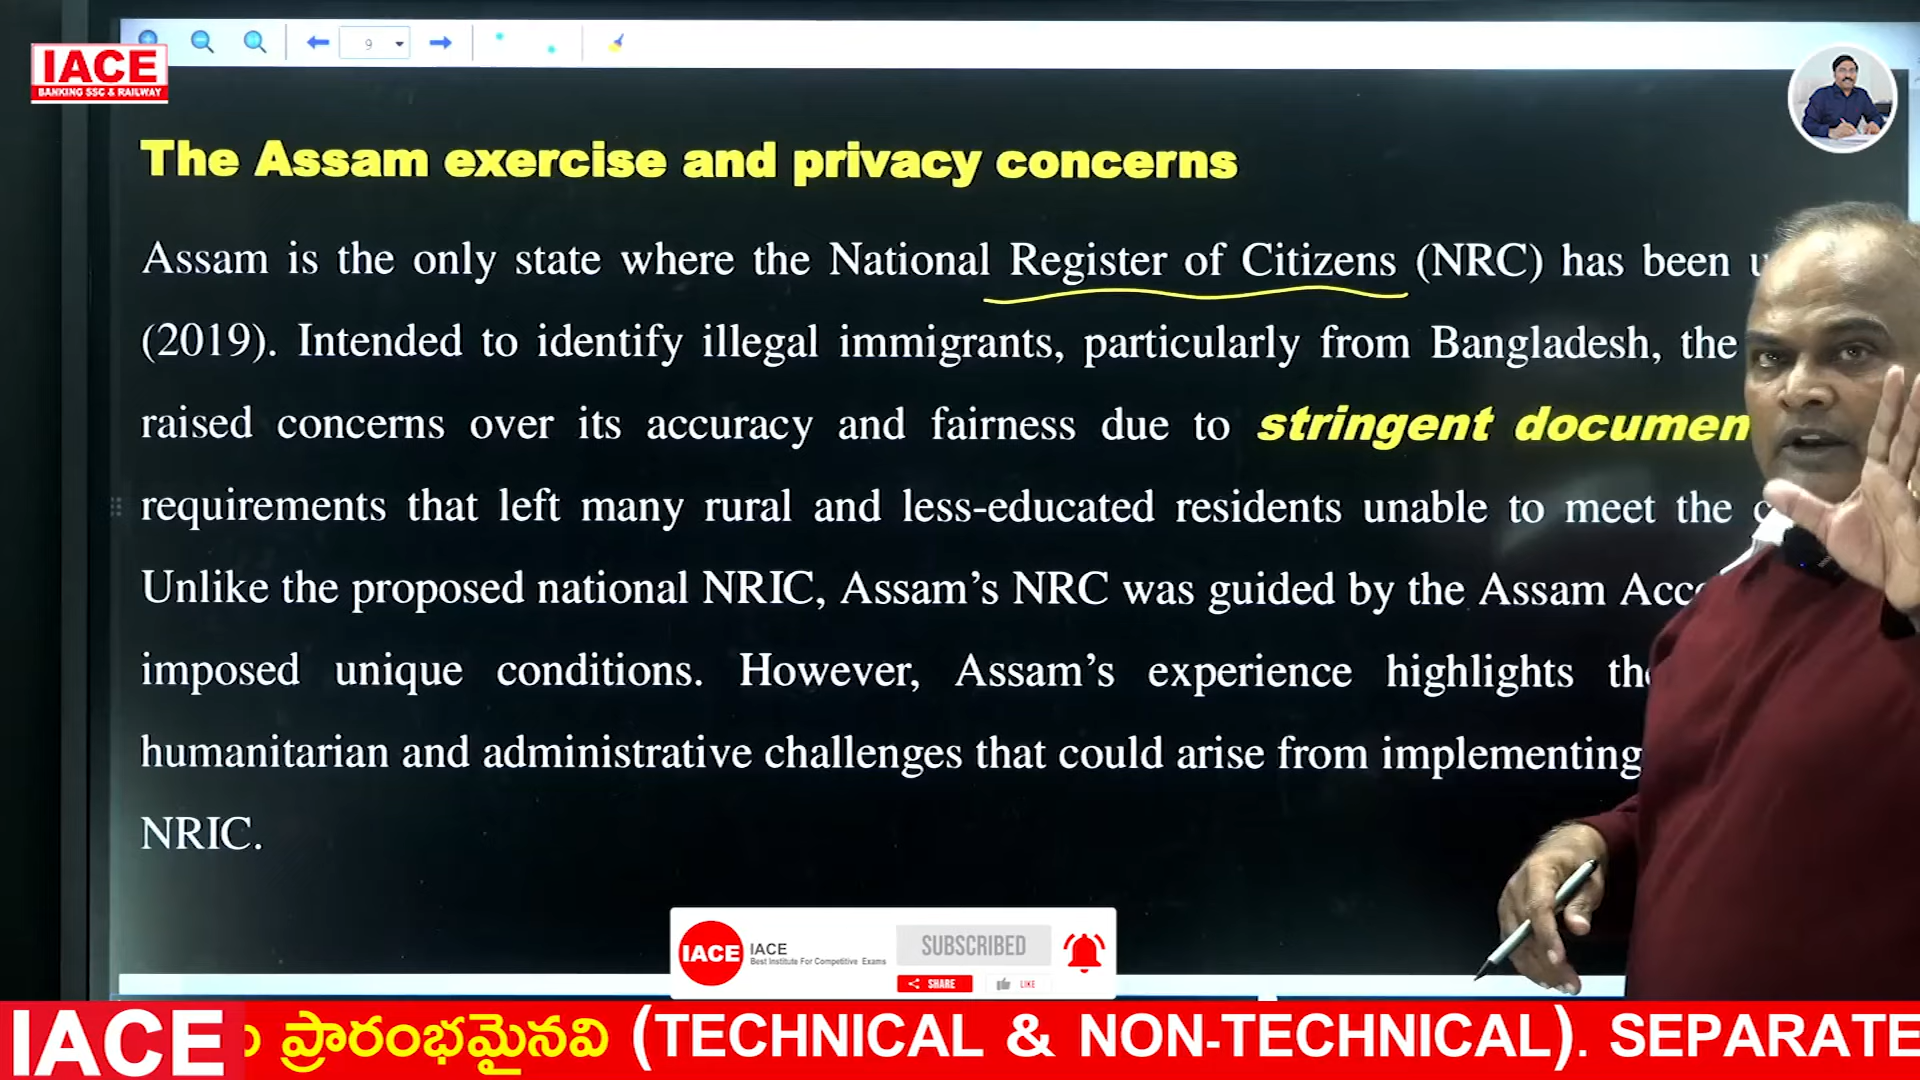 9
IACE
BANKING SSC & RAILWAY
The Assam exercise and privacy concerns
Assam is the only state where the National Register of Citizens (NRC) has been
(2019). Intended to identify illegal immigrants, particularly from Bangladesh, the
raised concerns over its accuracy and fairness due to stringent documen
requirements that left many rural and less-educated residents unable to meet the
Unlike the proposed national NRIC, Assam’s NRC was guided by the Assam Acco
imposed unique conditions. However, Assam’s experience highlights the
humanitarian and administrative challenges that could arise from implementing
NRIC.
IACE
IACE
Best Institute For Competitive Exams
SUBSCRIBED
SHARE
LIKE
IACE ప్రారంభమైనవి (TECHNICAL & NON-TECHNICAL). SEPARATE